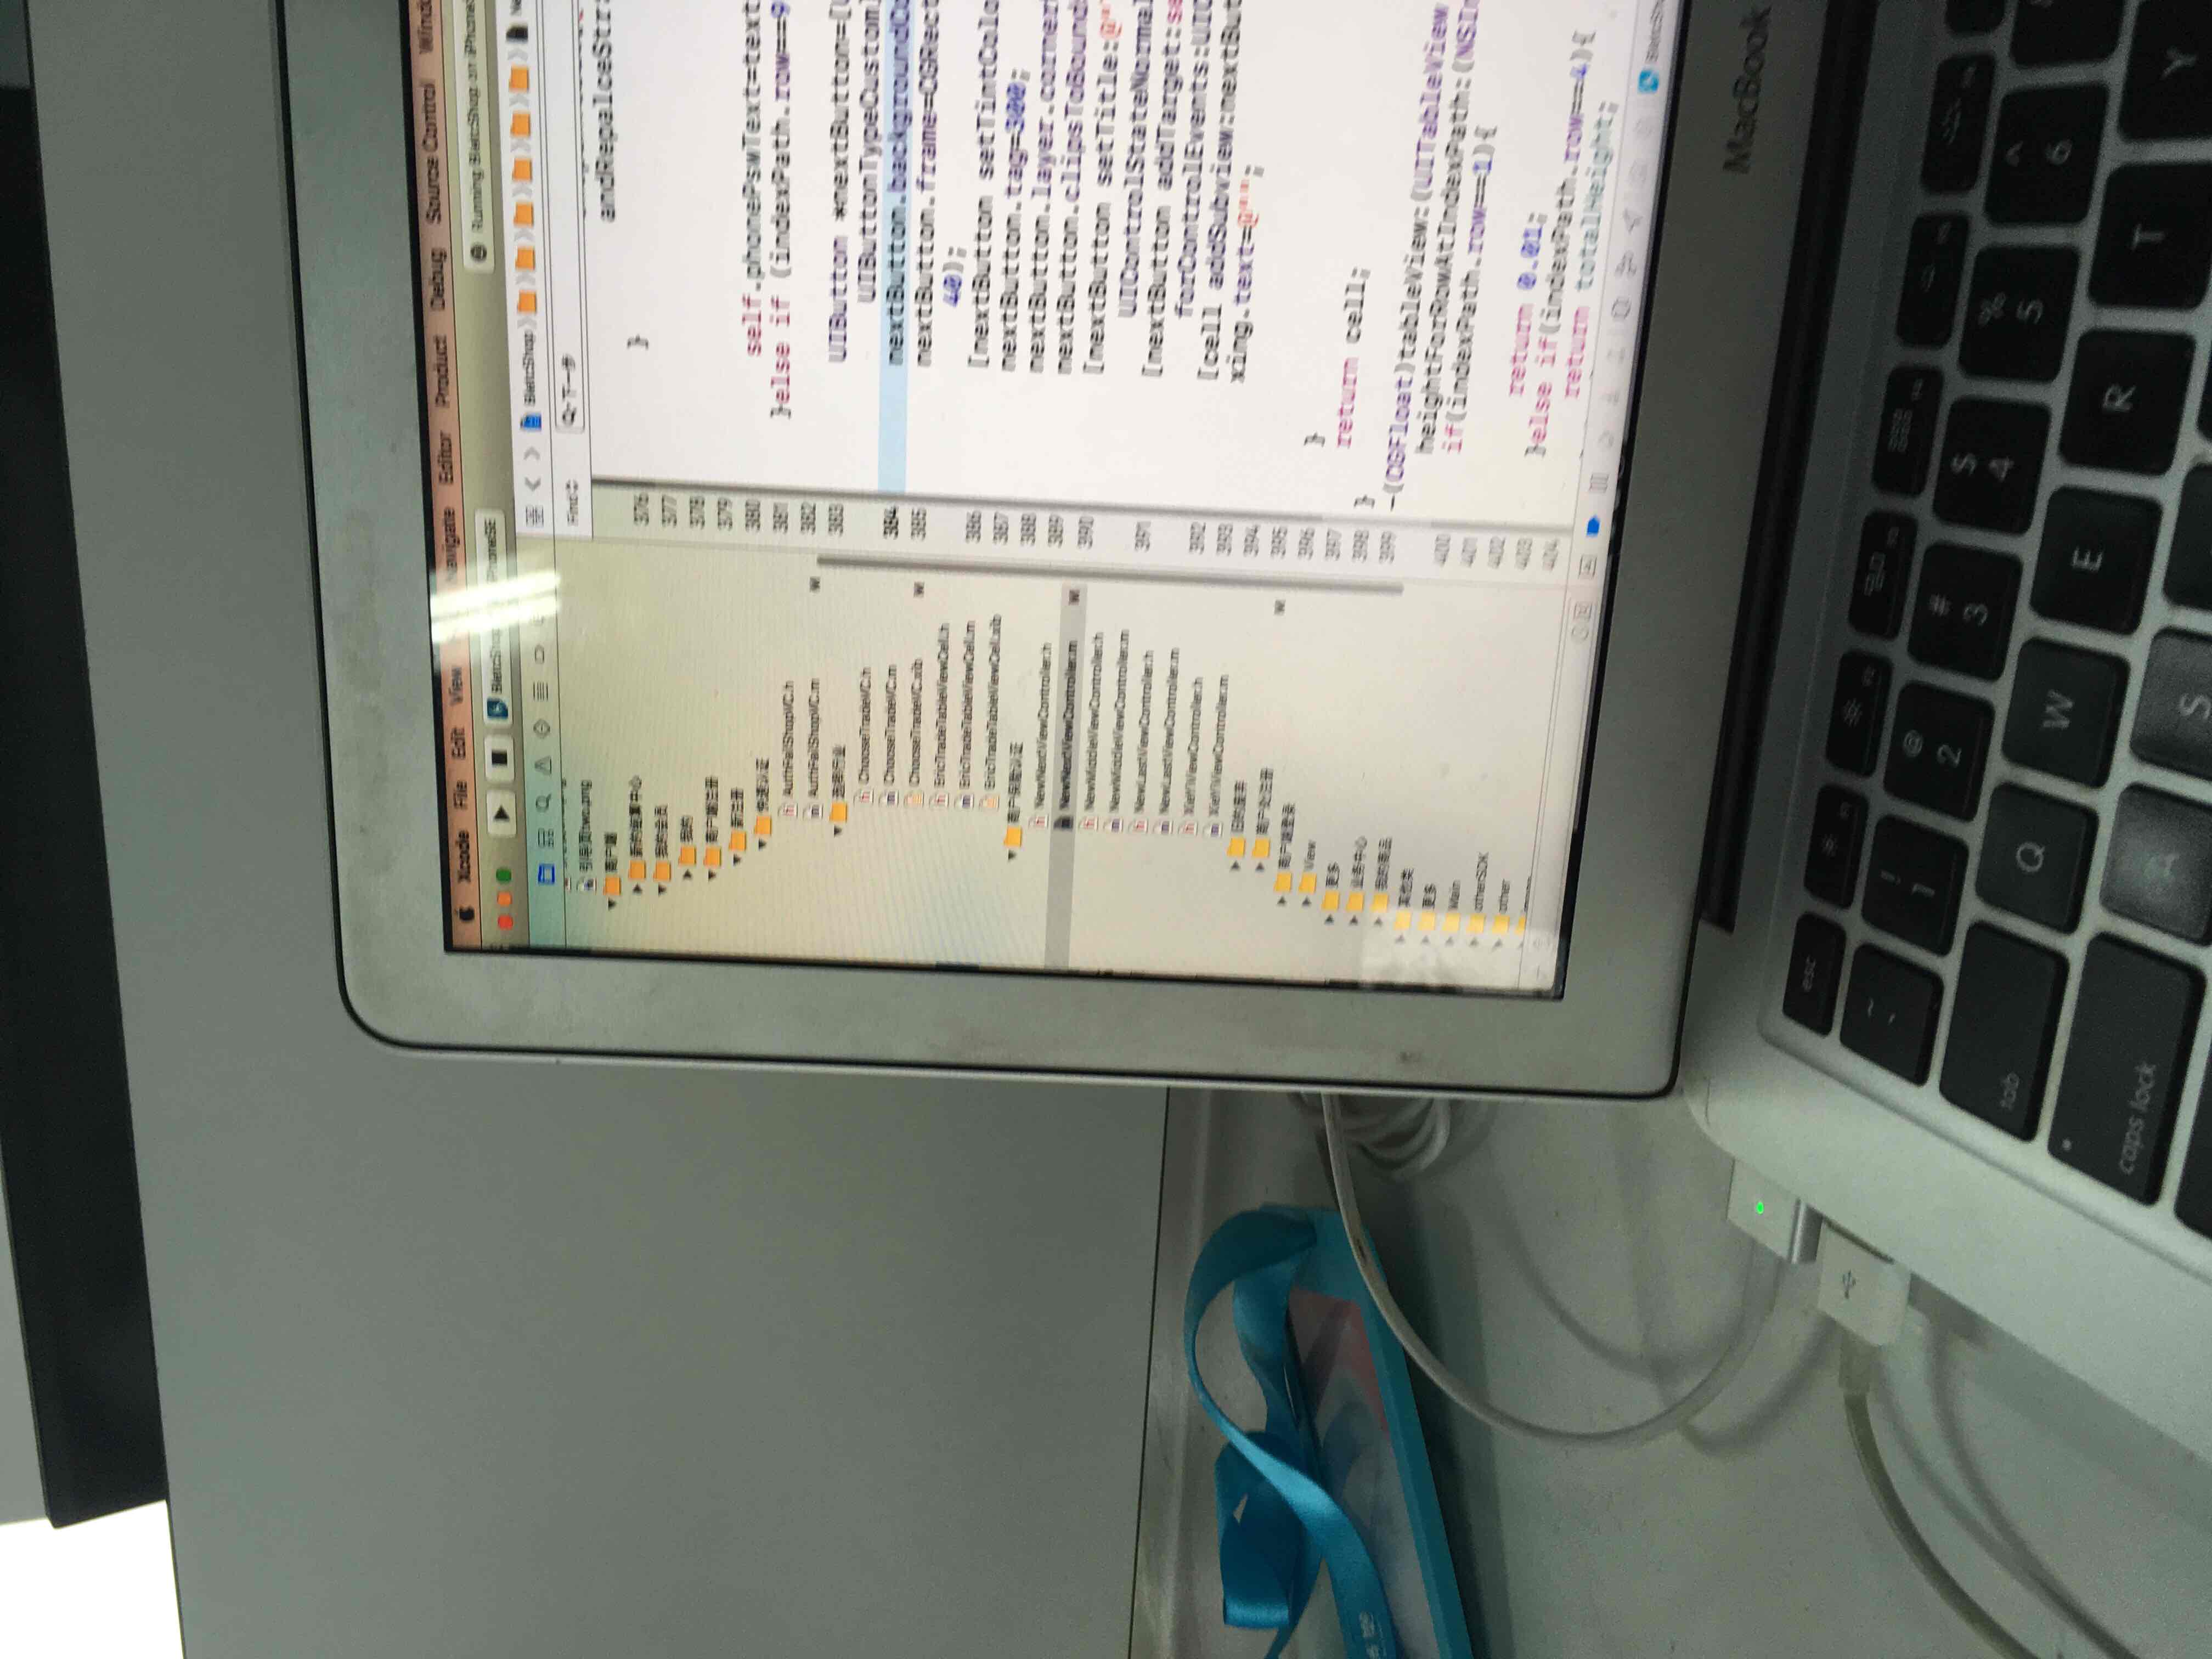 Xcode File Edit View Navigate Editor Product Debug Source Control
BletcShop iPhoneSE
Running BletcShop on iPhone
BletcShop
Find
下一步
引导页two.png
商户端
新的结算中心
我的会员
我的
商户端注册
新注册
快速认证
AuthFailShopVC.h
AuthFailShopVC.m M
选择行业
ChooseTradeVC.h
ChooseTradeVC.m
ChooseTradeVC.xib M
EricTradeTableViewCell.h
EricTradeTableViewCell.m
EricTradeTableViewCell.xib
商户保险认证
NewNextViewController.h
NewNextViewController.m M
NewMiddleViewController.h
NewMiddleViewController.m
NewLastViewController.h
NewLastViewController.m
XieYiViewController.h
XieYiViewController.m
旧的废弃
商户处注册
商户端登录 M
View
更多
业务中心
我的商品
其他类
更多
Main
otherSDK
other
andRepalceStr
376 }
377
378
379
380 self.phonePswText=text
381 }else if (indexPath.row==9
382
383 UIButton *nextButton=[U
UIButtonTypeCustom]
384 nextButton.backgroundCo
385 nextButton.frame=CGRect
40);
386 [nextButton setTintColo
387 nextButton.tag=300;
388 nextButton.layer.corner
389 nextButton.clipsToBounds
390 [nextButton setTitle:@"
UIControlStateNormal
391 [nextButton addTarget:se
forControlEvents:UIC
392 [cell addSubview:nextBut
393 xing.text=@"";
394
395
396 }
397 return cell;
398 }
399 -(CGFloat)tableView:(UITableView
heightForRowAtIndexPath:(NSIn
400 if(indexPath.row==1){
401
402 return 0.01;
403 }else if(indexPath.row==4){
404 return totalHeight;
MacBook
esc
~
! 1
@ 2
# 3
$ 4
% 5
^ 6
tab Q W E R T Y
caps lock A S